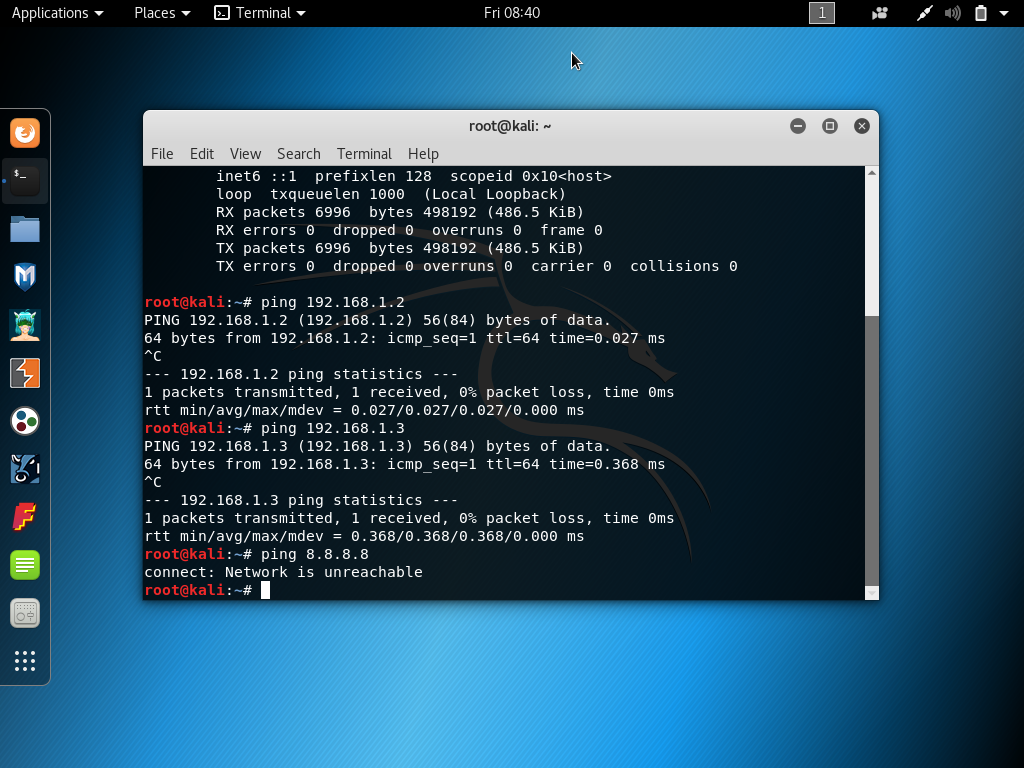 Applications Places Terminal Fri 08:40 1
root@kali: ~
File Edit View Search Terminal Help
inet6 ::1  prefixlen 128  scopeid 0x10<host>
loop  txqueuelen 1000  (Local Loopback)
RX packets 6996  bytes 498192 (486.5 KiB)
RX errors 0  dropped 0  overruns 0  frame 0
TX packets 6996  bytes 498192 (486.5 KiB)
TX errors 0  dropped 0 overruns 0  carrier 0  collisions 0
root@kali:~# ping 192.168.1.2
PING 192.168.1.2 (192.168.1.2) 56(84) bytes of data.
64 bytes from 192.168.1.2: icmp_seq=1 ttl=64 time=0.027 ms
^C
--- 192.168.1.2 ping statistics ---
1 packets transmitted, 1 received, 0% packet loss, time 0ms
rtt min/avg/max/mdev = 0.027/0.027/0.027/0.000 ms
root@kali:~# ping 192.168.1.3
PING 192.168.1.3 (192.168.1.3) 56(84) bytes of data.
64 bytes from 192.168.1.3: icmp_seq=1 ttl=64 time=0.368 ms
^C
--- 192.168.1.3 ping statistics ---
1 packets transmitted, 1 received, 0% packet loss, time 0ms
rtt min/avg/max/mdev = 0.368/0.368/0.368/0.000 ms
root@kali:~# ping 8.8.8.8
connect: Network is unreachable
root@kali:~#